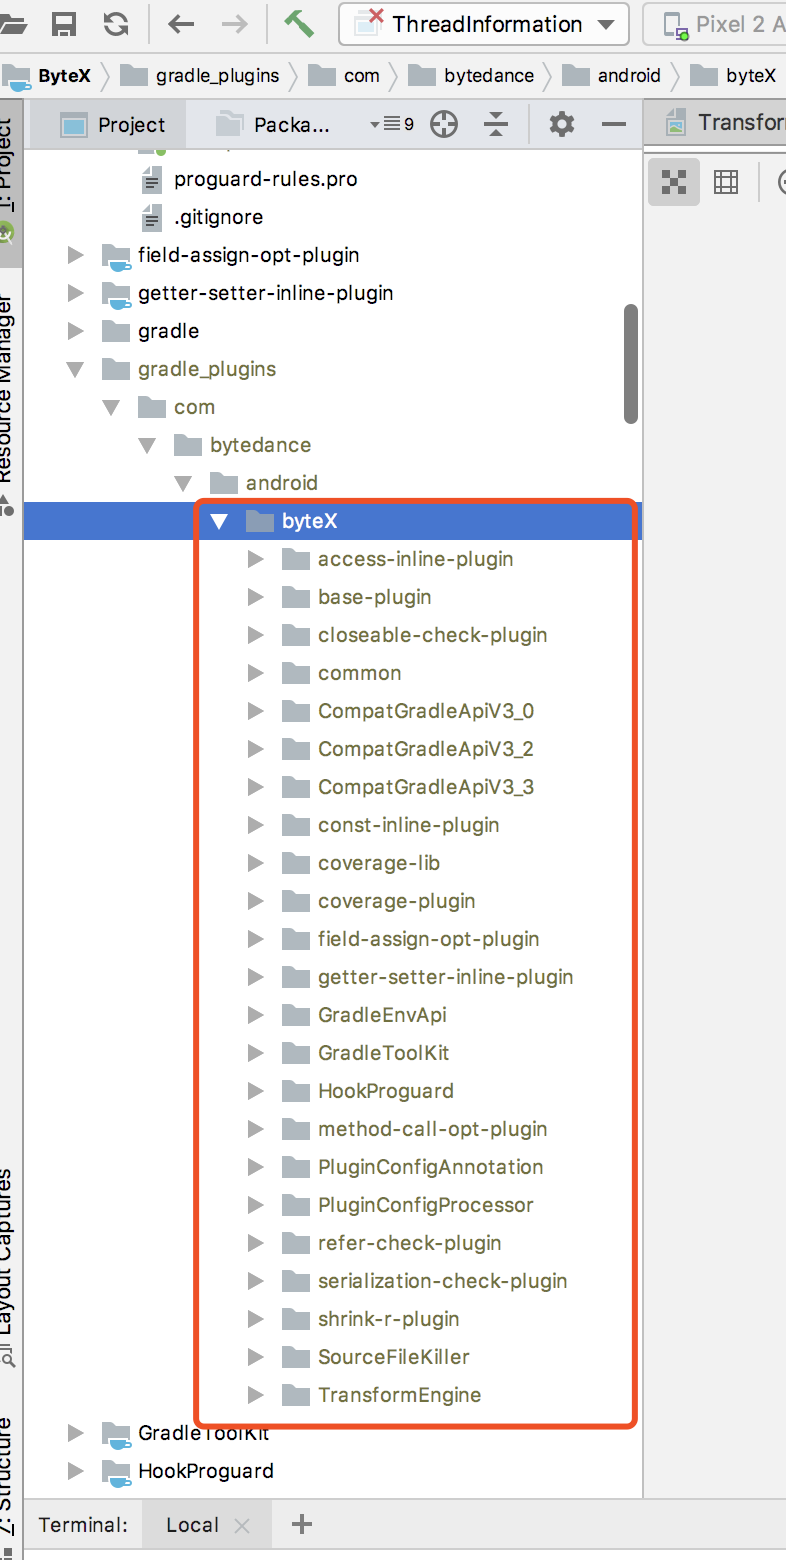 ThreadInformation
Pixel 2 A
ByteX
gradle_plugins
com
bytedance
android
byteX
Project
Packa...
9
Transfor
1: Project
Resource Manager
Layout Captures
7: Structure
proguard-rules.pro
.gitignore
field-assign-opt-plugin
getter-setter-inline-plugin
gradle
gradle_plugins
com
bytedance
android
byteX
access-inline-plugin
base-plugin
closeable-check-plugin
common
CompatGradleApiV3_0
CompatGradleApiV3_2
CompatGradleApiV3_3
const-inline-plugin
coverage-lib
coverage-plugin
field-assign-opt-plugin
getter-setter-inline-plugin
GradleEnvApi
GradleToolKit
HookProguard
method-call-opt-plugin
PluginConfigAnnotation
PluginConfigProcessor
refer-check-plugin
serialization-check-plugin
shrink-r-plugin
SourceFileKiller
TransformEngine
GradleToolKit
HookProguard
Terminal:
Local